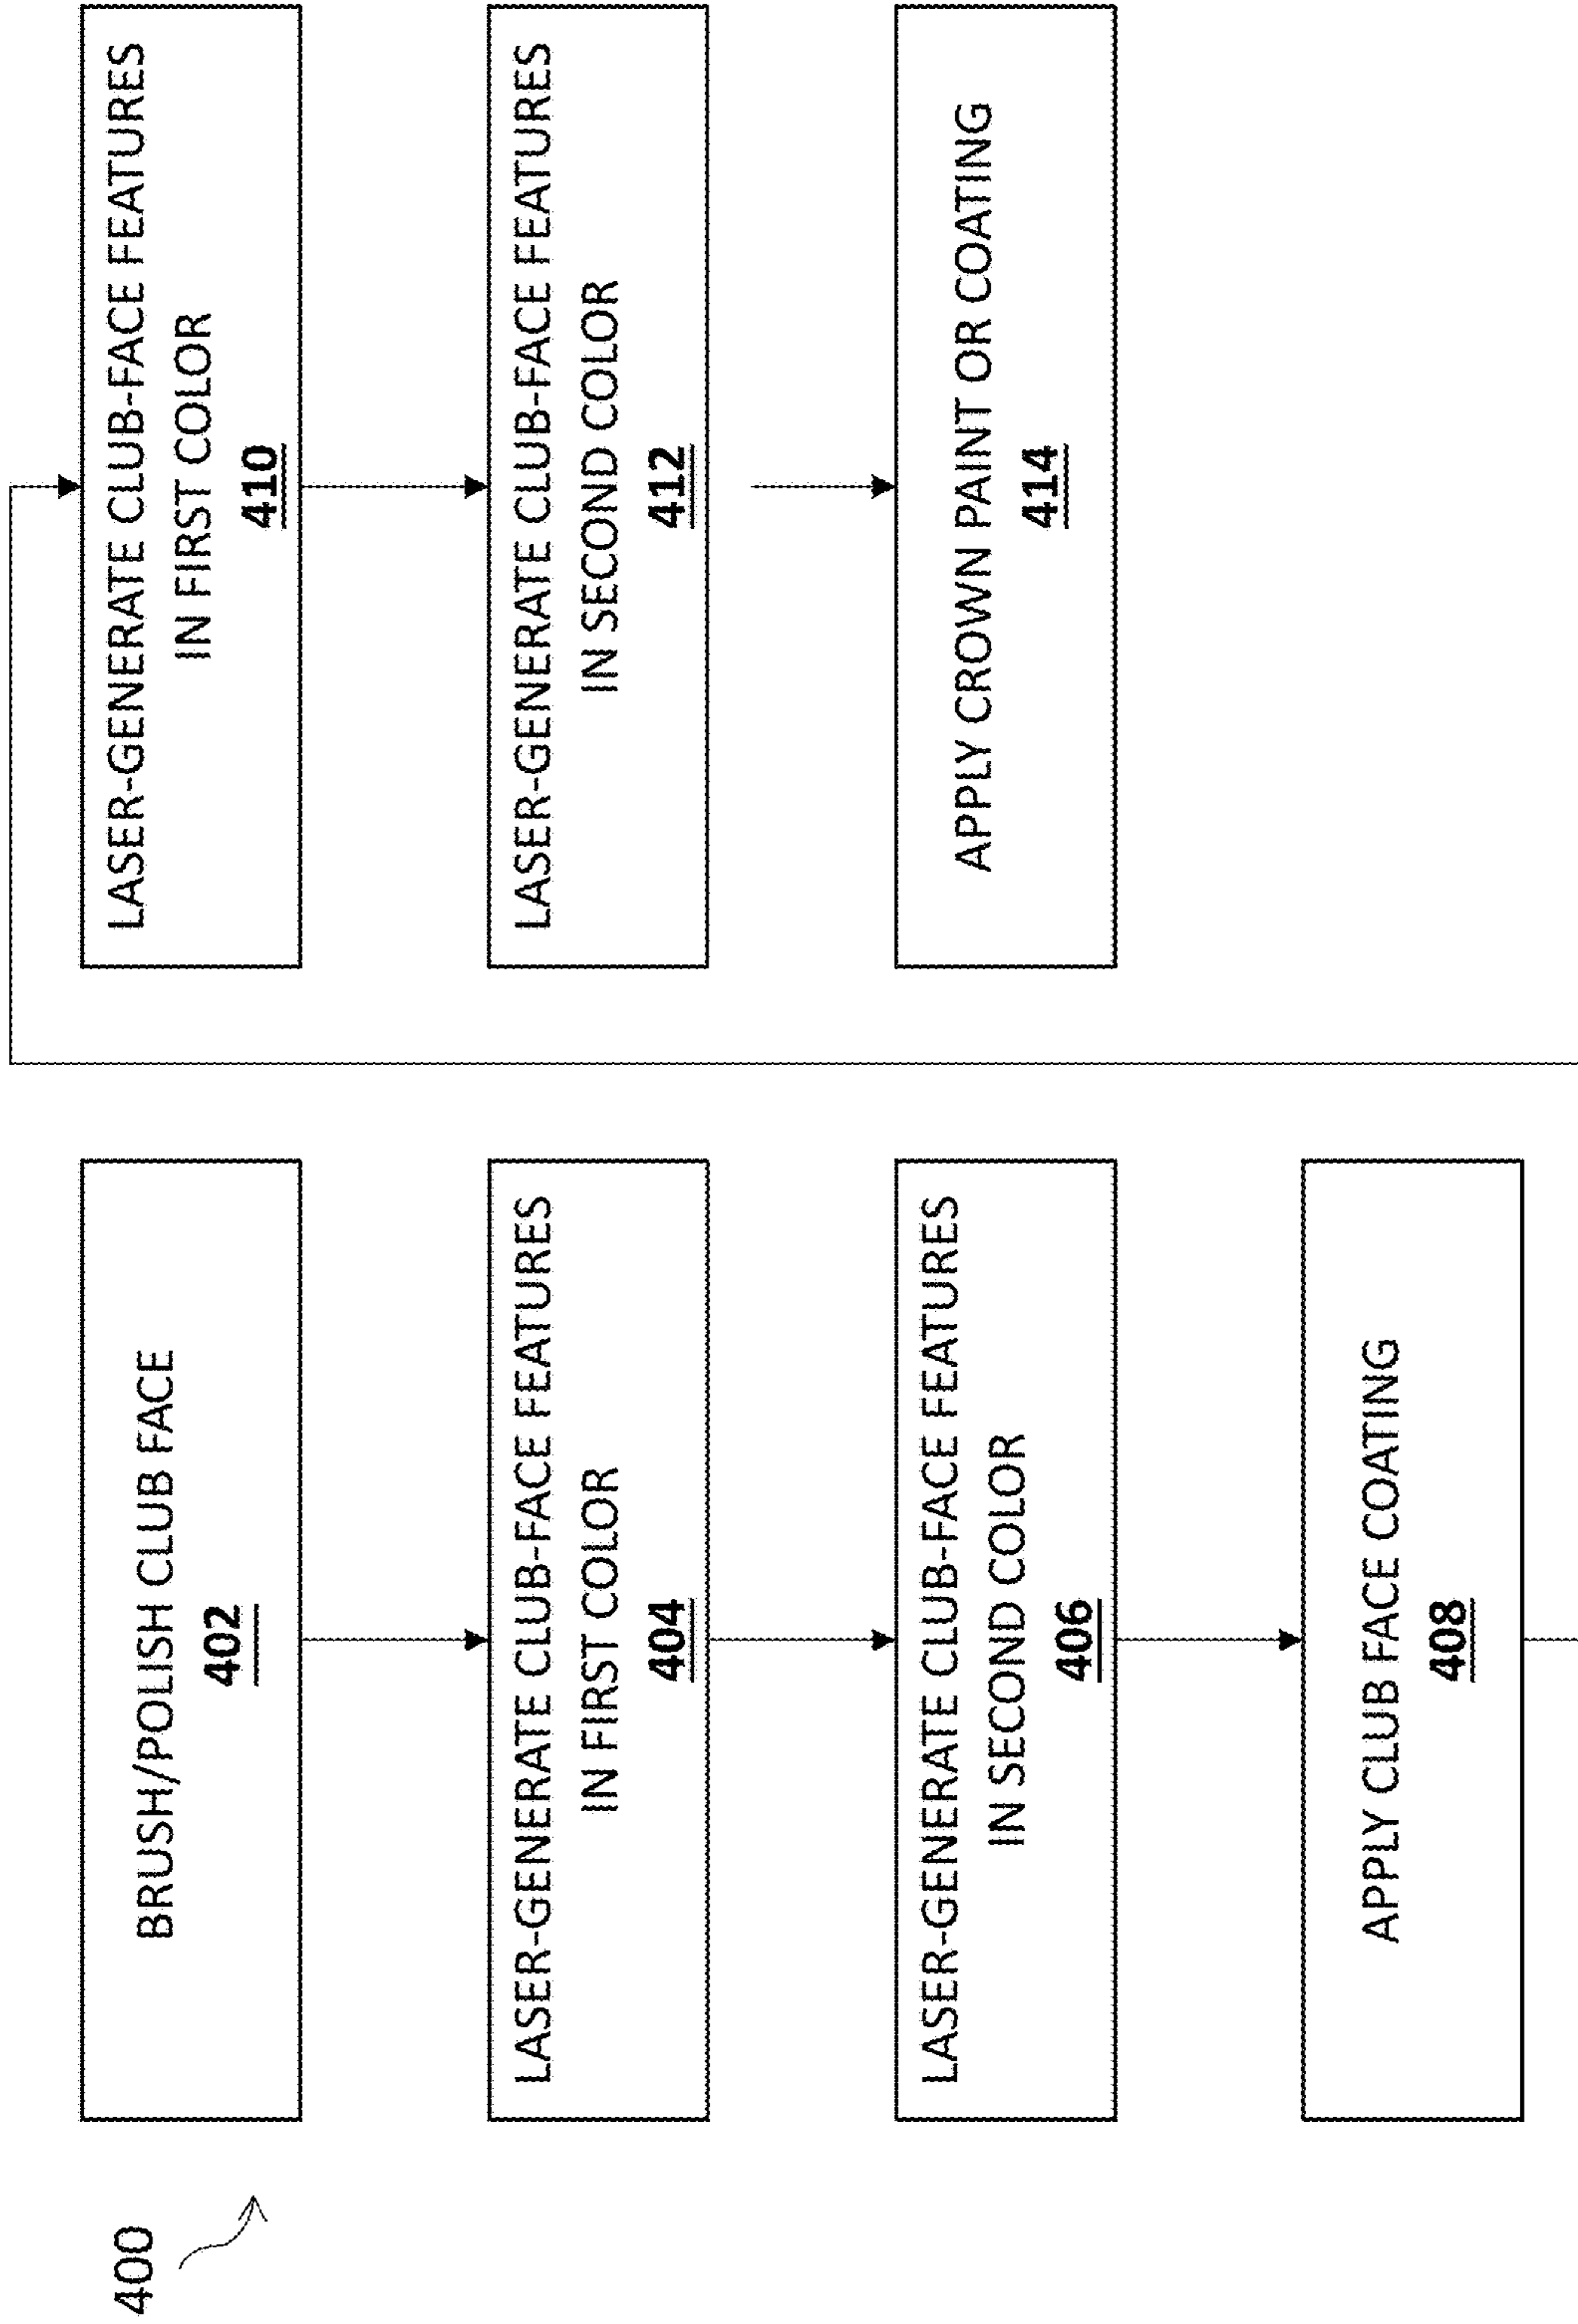 400
BRUSH/POLISH CLUB FACE
402
LASER-GENERATE CLUB-FACE FEATURES
IN FIRST COLOR
404
LASER-GENERATE CLUB-FACE FEATURES
IN SECOND COLOR
406
APPLY CLUB FACE COATING
408
LASER-GENERATE CLUB-FACE FEATURES
IN FIRST COLOR
410
LASER-GENERATE CLUB-FACE FEATURES
IN SECOND COLOR
412
APPLY CROWN PAINT OR COATING
414